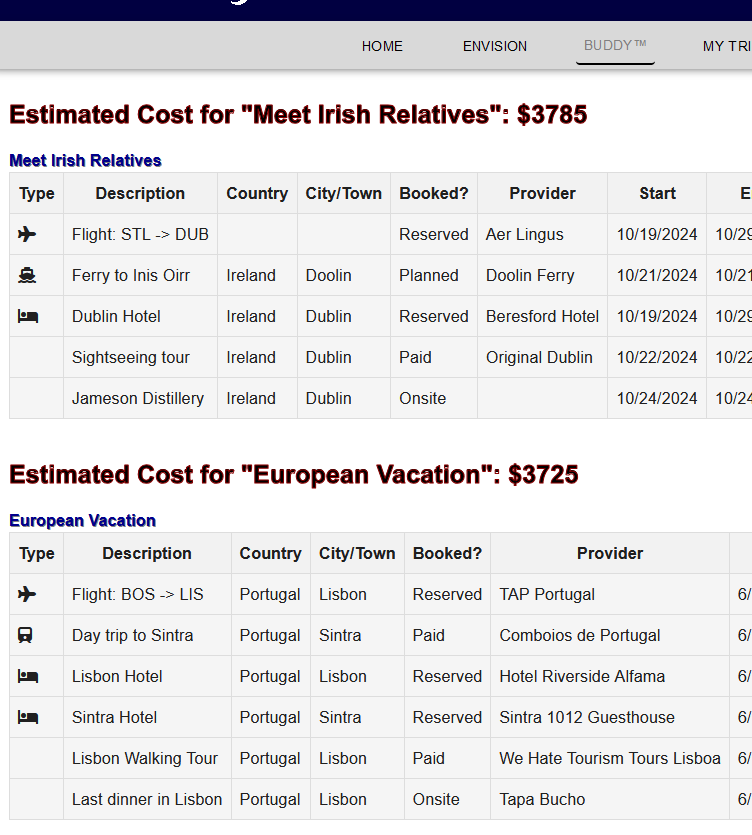 HOME ENVISION BUDDY™ MY TRI
Estimated Cost for "Meet Irish Relatives": $3785
Meet Irish Relatives
Type Description Country City/Town Booked? Provider Start E
Flight: STL -> DUB Reserved Aer Lingus 10/19/2024 10/29
Ferry to Inis Oirr Ireland Doolin Planned Doolin Ferry 10/21/2024 10/21
Dublin Hotel Ireland Dublin Reserved Beresford Hotel 10/19/2024 10/29
Sightseeing tour Ireland Dublin Paid Original Dublin 10/22/2024 10/22
Jameson Distillery Ireland Dublin Onsite 10/24/2024 10/24
Estimated Cost for "European Vacation": $3725
European Vacation
Type Description Country City/Town Booked? Provider
Flight: BOS -> LIS Portugal Lisbon Reserved TAP Portugal 6/
Day trip to Sintra Portugal Sintra Paid Comboios de Portugal 6/
Lisbon Hotel Portugal Lisbon Reserved Hotel Riverside Alfama 6/
Sintra Hotel Portugal Sintra Reserved Sintra 1012 Guesthouse 6/
Lisbon Walking Tour Portugal Lisbon Paid We Hate Tourism Tours Lisboa 6/
Last dinner in Lisbon Portugal Lisbon Onsite Tapa Bucho 6/